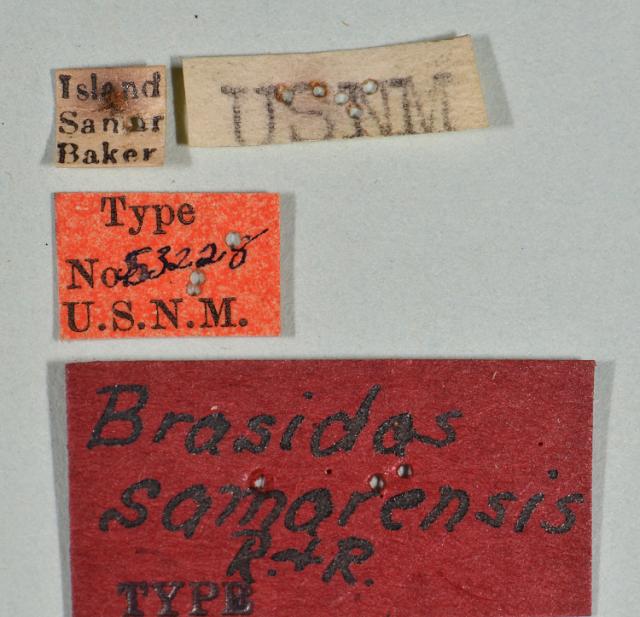 Island
Samar
Baker
USNM
Type
No. 53228
U.S.N.M.
Brasidas
samarensis
R.+R.
TYPE